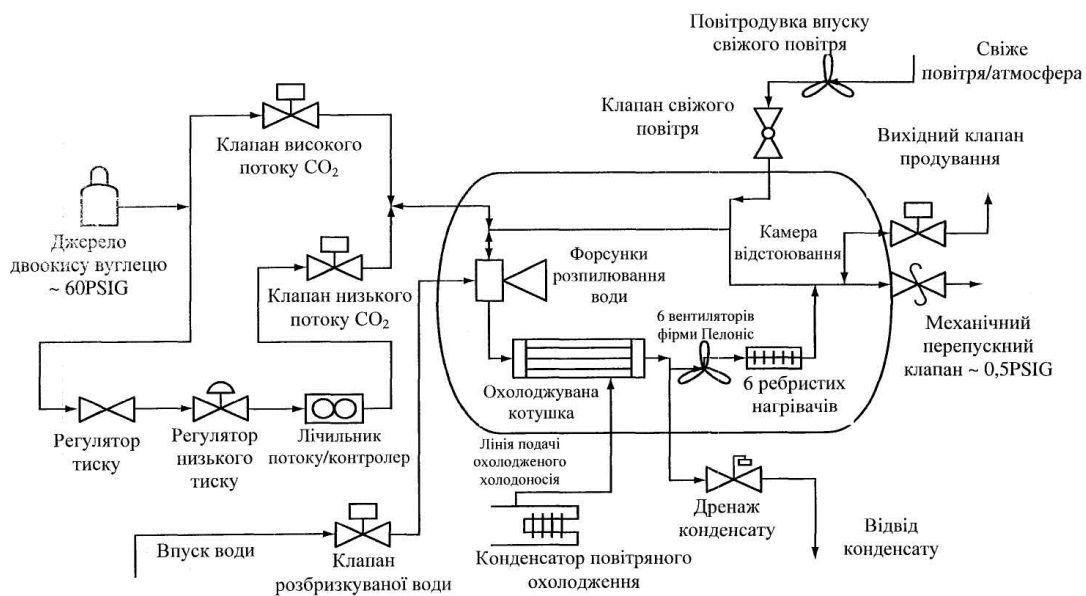 Повітродувка впуску
свіжого повітря
Свіже
повітря/атмосфера
Клапан свіжого
повітря
Вихідний клапан
продування
Клапан високого
потоку CO₂
Джерело
двоокису вуглецю
~ 60PSIG
Клапан низького
потоку CO₂
Форсунки
розпилювання
води
Камера
відстоювання
6 вентиляторів
фірми Пелоніс
Механічний
перепускний
клапан ~ 0,5PSIG
Охолоджувана
котушка
6 ребристих
нагрівачів
Регулятор
тиску
Регулятор
низького
тиску
Лічильник
потоку/контролер
Лінія подачі
охолодженого
холодоносія
Дренаж
конденсату
Відвід
конденсату
Впуск води
Клапан
розбризкуваної води
Конденсатор повітряного
охолодження